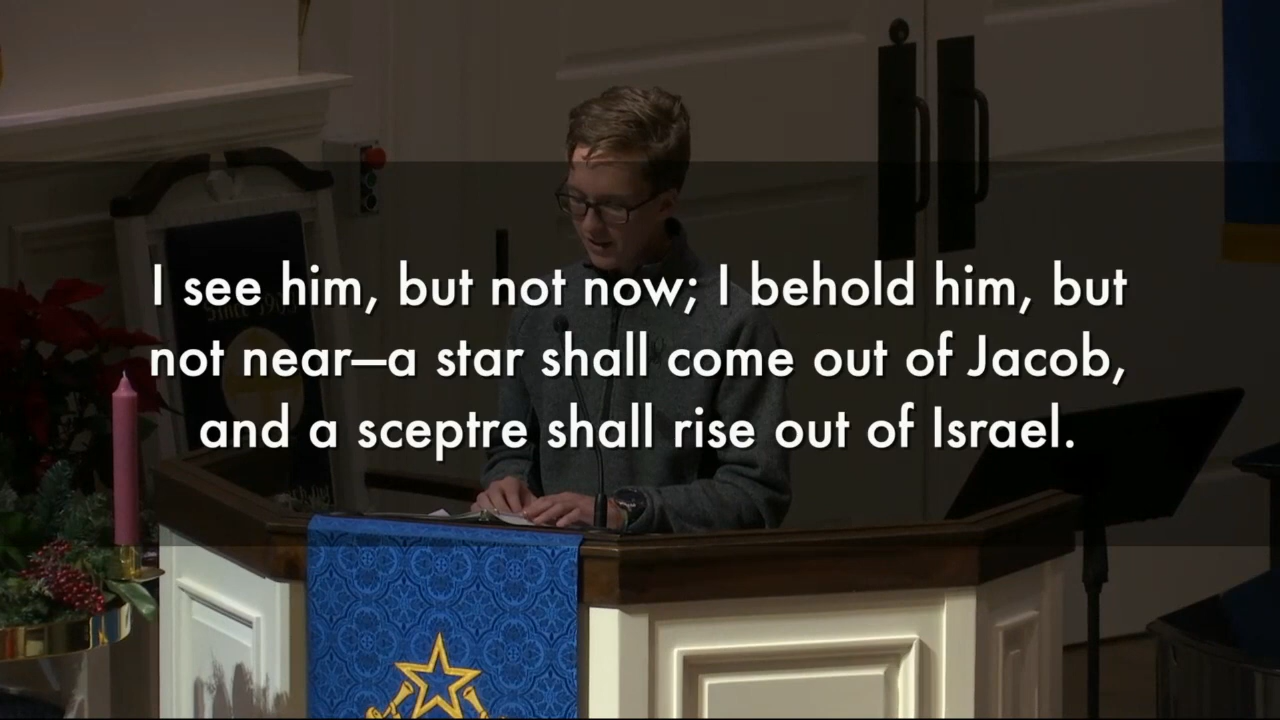 I see him, but not now; I behold him, but
not near—a star shall come out of Jacob,
and a sceptre shall rise out of Israel.